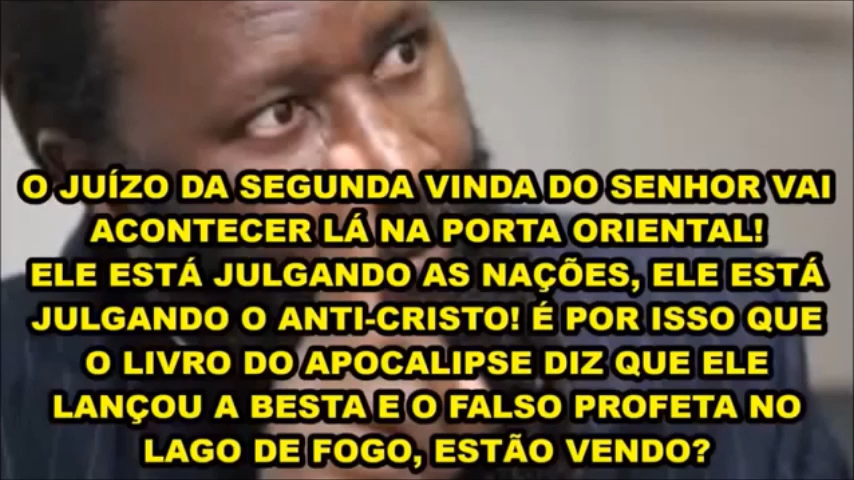 O JUÍZO DA SEGUNDA VINDA DO SENHOR VAI
ACONTECER LÁ NA PORTA ORIENTAL!
ELE ESTÁ JULGANDO AS NAÇÕES, ELE ESTÁ
JULGANDO O ANTI-CRISTO! É POR ISSO QUE
O LIVRO DO APOCALIPSE DIZ QUE ELE
LANÇOU A BESTA E O FALSO PROFETA NO
LAGO DE FOGO, ESTÃO VENDO?